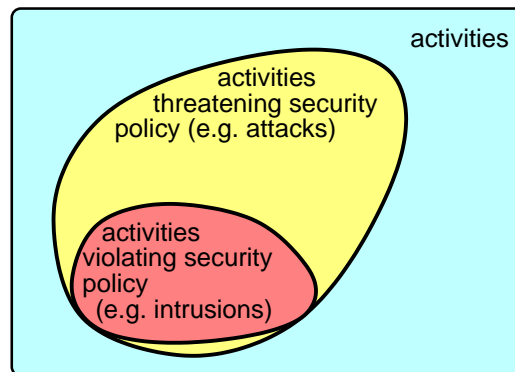 activities
activities
threatening security
policy (e.g. attacks)
activities
violating security
policy
(e.g. intrusions)